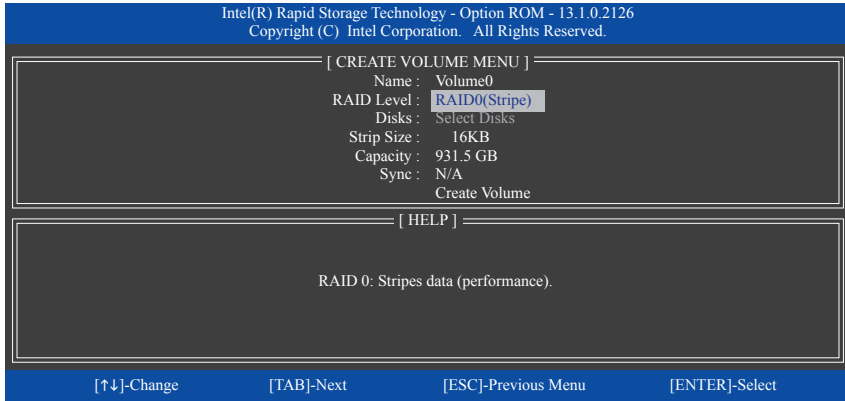 Intel(R) Rapid Storage Technology - Option ROM - 13.1.0.2126
Copyright (C) Intel Corporation. All Rights Reserved.
[ CREATE VOLUME MENU ]
Name : Volume0
RAID Level : RAID0(Stripe)
Disks : Select Disks
Strip Size : 16KB
Capacity : 931.5 GB
Sync : N/A
Create Volume
[ HELP ]
RAID 0: Stripes data (performance).
[↑↓]-Change [TAB]-Next [ESC]-Previous Menu [ENTER]-Select